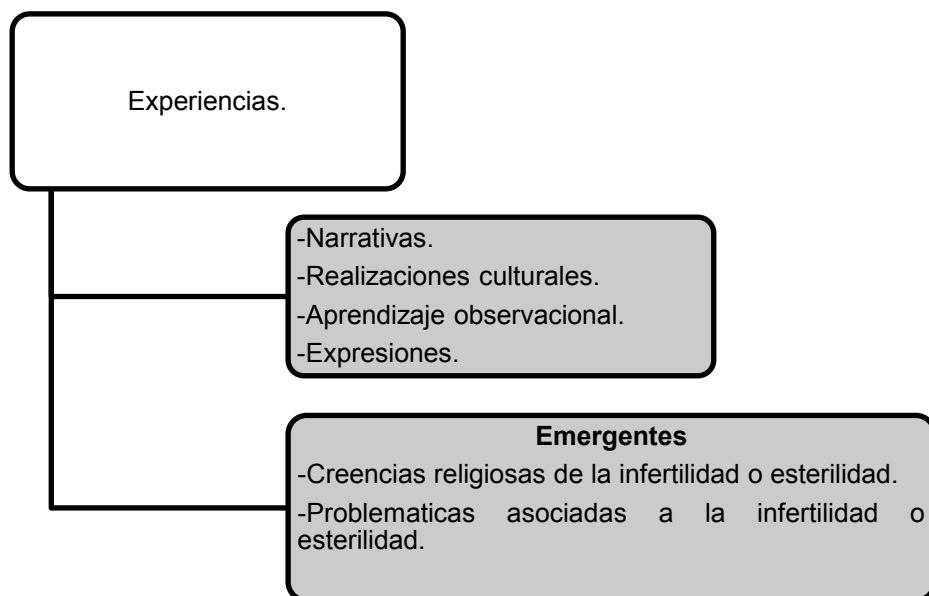 Experiencias.
-Narrativas.
-Realizaciones culturales.
-Aprendizaje observacional.
-Expresiones.
Emergentes
-Creencias religiosas de la infertilidad o esterilidad.
-Problematicas asociadas a la infertilidad o
esterilidad.